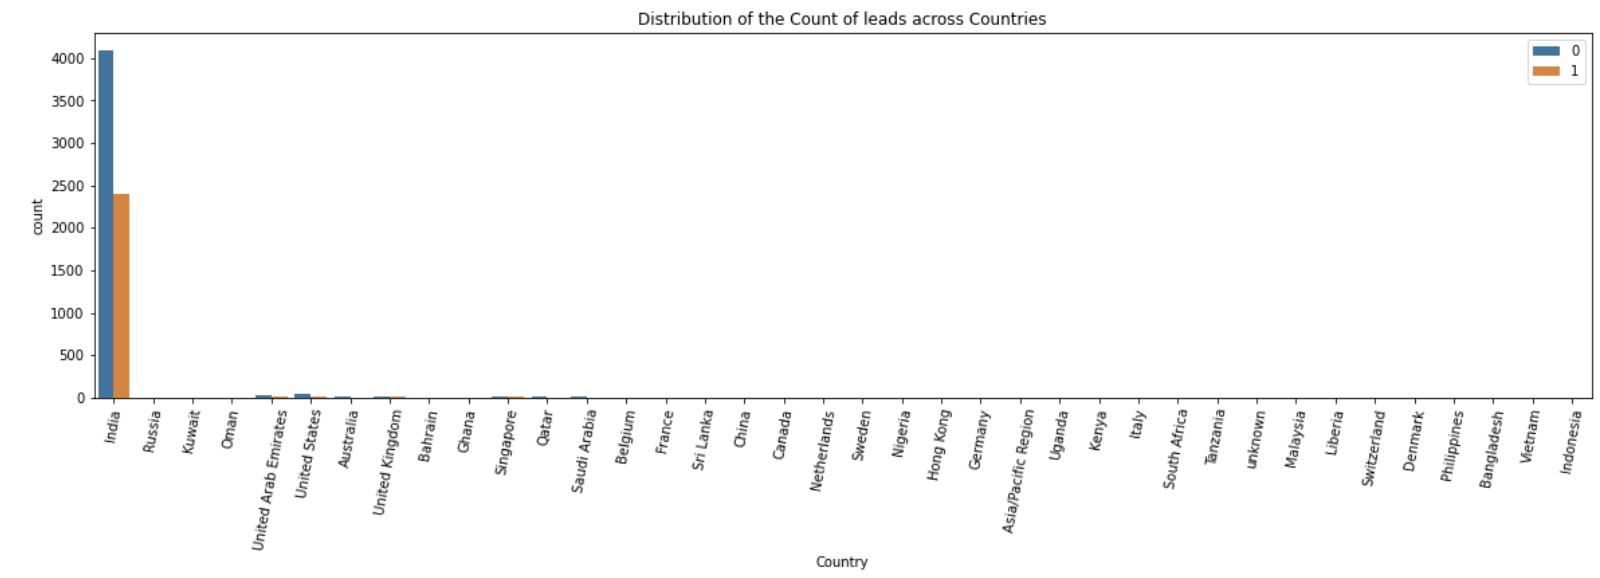 Distribution of the Count of leads across Countries
0
1
count
4000
3500
3000
2500
2000
1500
1000
500
0
India
Russia
Kuwait
Oman
United Arab Emirates
United States
Australia
United Kingdom
Bahrain
Ghana
Singapore
Qatar
Saudi Arabia
Belgium
France
Sri Lanka
China
Canada
Netherlands
Sweden
Nigeria
Hong Kong
Germany
Asia/Pacific Region
Uganda
Kenya
Italy
South Africa
Tanzania
unknown
Malaysia
Liberia
Switzerland
Denmark
Philippines
Bangladesh
Vietnam
Indonesia
Country